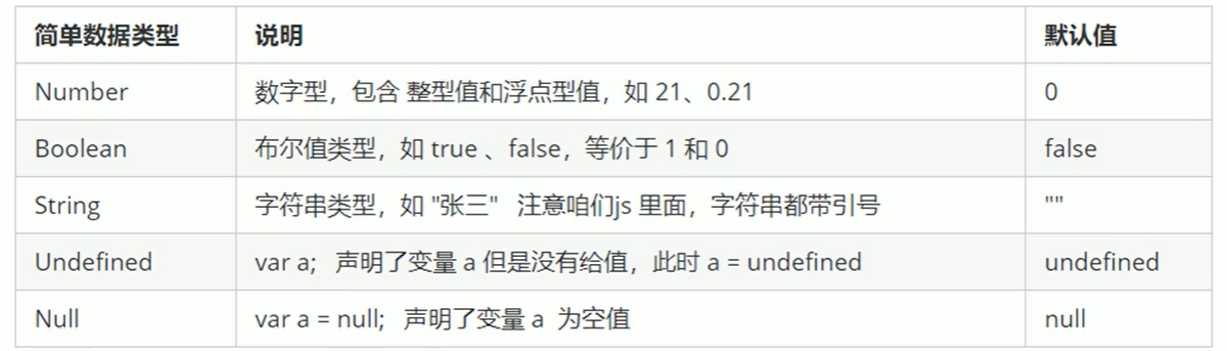 简单数据类型 说明 默认值
Number 数字型，包含 整型值和浮点型值，如 21、0.21 0
Boolean 布尔值类型，如 true 、false，等价于 1 和 0 false
String 字符串类型，如 "张三" 注意咱们js 里面，字符串都带引号 ""
Undefined var a; 声明了变量 a 但是没有给值，此时 a = undefined undefined
Null var a = null; 声明了变量 a 为空值 null